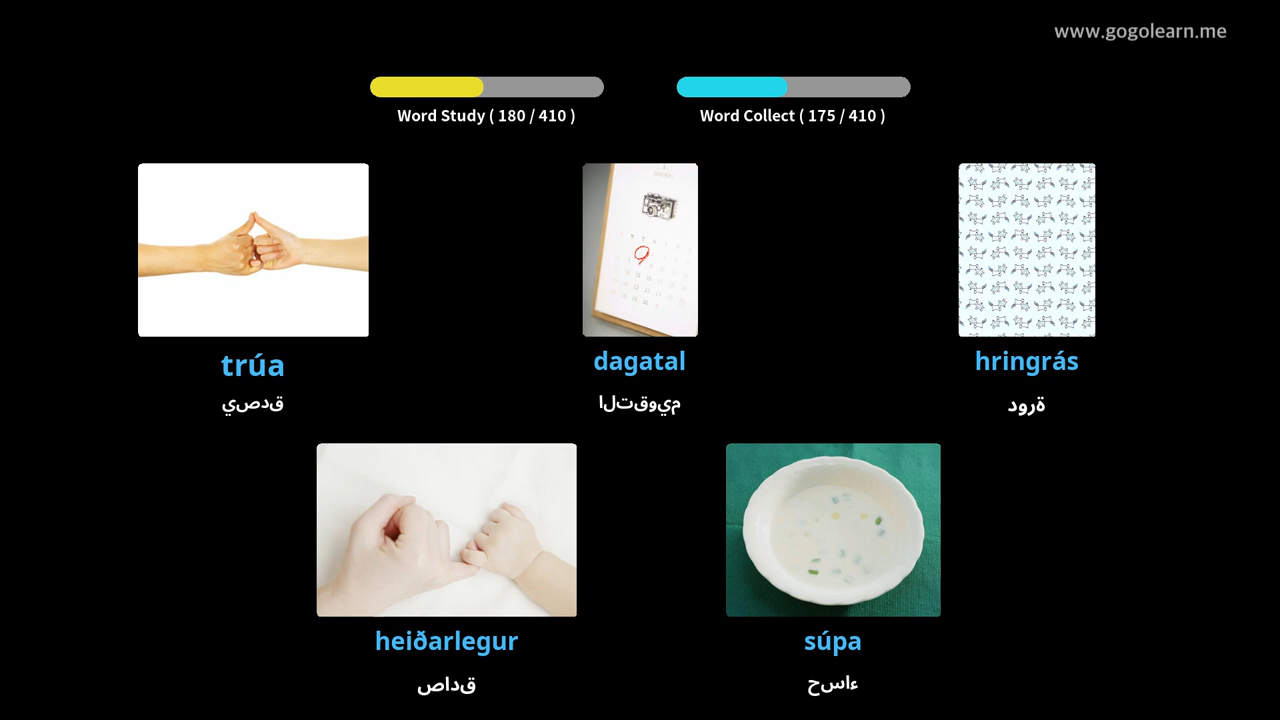 www.gogolearn.me
Word Study ( 180 / 410 )
Word Collect ( 175 / 410 )
trúa
قدصي
dagatal
ميوقتلا
hringrás
ةرود
heiðarlegur
قداص
súpa
ءاسح